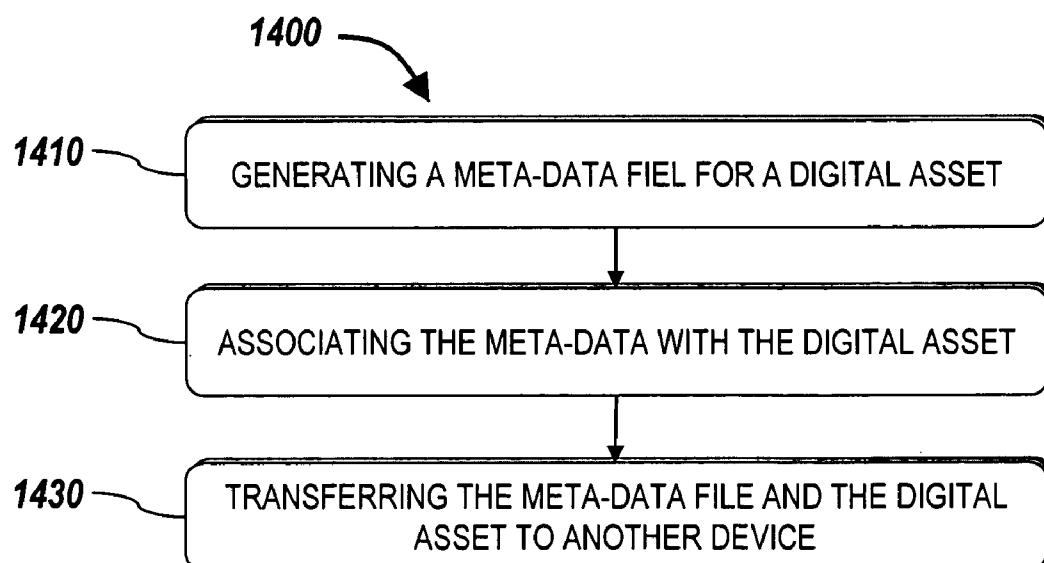 1400
1410
GENERATING A META-DATA FIEL FOR A DIGITAL ASSET
1420
ASSOCIATING THE META-DATA WITH THE DIGITAL ASSET
1430
TRANSFERRING THE META-DATA FILE AND THE DIGITAL
ASSET TO ANOTHER DEVICE